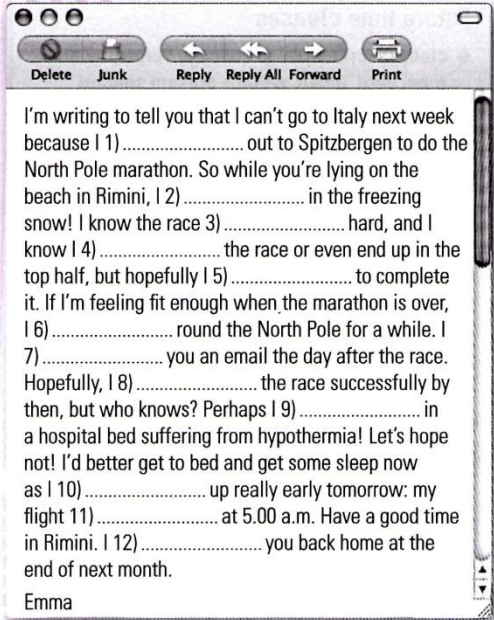 Delete Junk Reply Reply All Forward Print
I'm writing to tell you that I can't go to Italy next week
because I 1) ........................ out to Spitzbergen to do the
North Pole marathon. So while you're lying on the
beach in Rimini, I 2) ........................ in the freezing
snow! I know the race 3) ........................ hard, and I
know I 4) ........................ the race or even end up in the
top half, but hopefully I 5) ........................ to complete
it. If I'm feeling fit enough when the marathon is over,
I 6) ........................ round the North Pole for a while. I
7) ........................ you an email the day after the race.
Hopefully, I 8) ........................ the race successfully by
then, but who knows? Perhaps I 9) ........................ in
a hospital bed suffering from hypothermia! Let's hope
not! I'd better get to bed and get some sleep now
as I 10) ........................ up really early tomorrow: my
flight 11) ........................ at 5.00 a.m. Have a good time
in Rimini. I 12) ........................ you back home at the
end of next month.
Emma